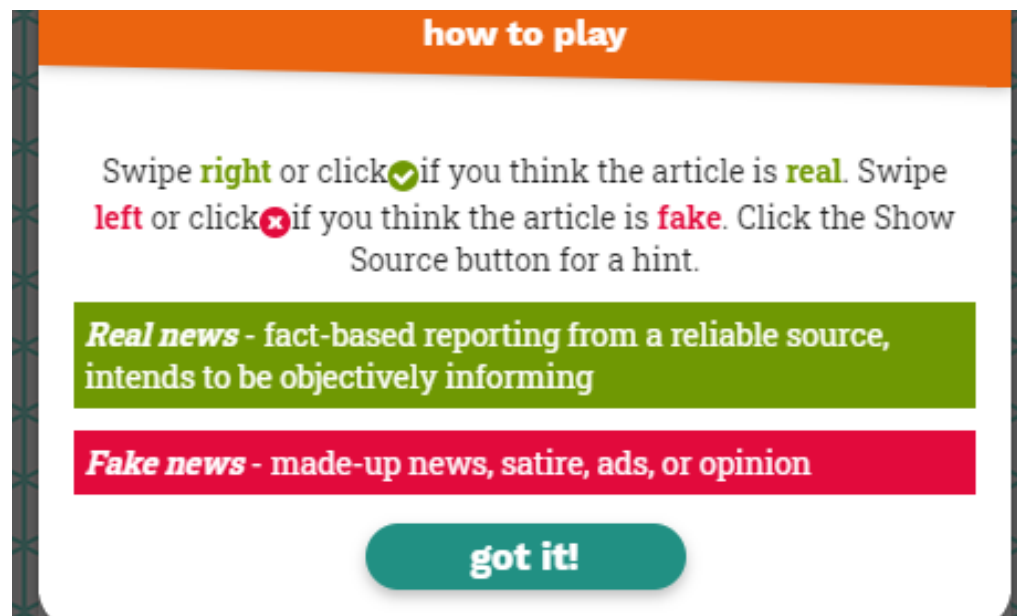 how to play
Swipe right or click if you think the article is real. Swipe
left or click if you think the article is fake. Click the Show
Source button for a hint.
Real news - fact-based reporting from a reliable source,
intends to be objectively informing
Fake news - made-up news, satire, ads, or opinion
got it!